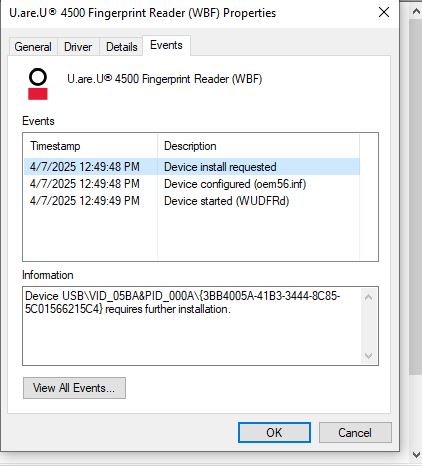 U.are.U® 4500 Fingerprint Reader (WBF) Properties
General Driver Details Events
U.are.U® 4500 Fingerprint Reader (WBF)
Events
Timestamp Description
4/7/2025 12:49:48 PM Device install requested
4/7/2025 12:49:48 PM Device configured (oem56.inf)
4/7/2025 12:49:49 PM Device started (WUDFRd)
Information
Device USB\VID_05BA&PID_000A\{3BB4005A-41B3-3444-8C85-
5C01566215C4} requires further installation.
View All Events...
OK Cancel